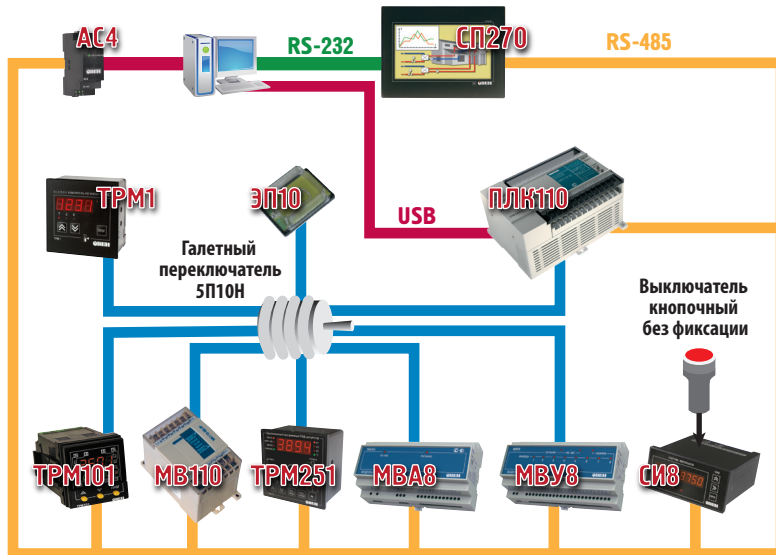 АС4
RS-232
СП270
RS-485
ТРМ1
ЭП10
ПЛК110
USB
Галетный
переключатель
5П10Н
Выключатель
кнопочный
без фиксации
ТРМ101
МВ110
ТРМ251
МВА8
МВУ8
СИ8